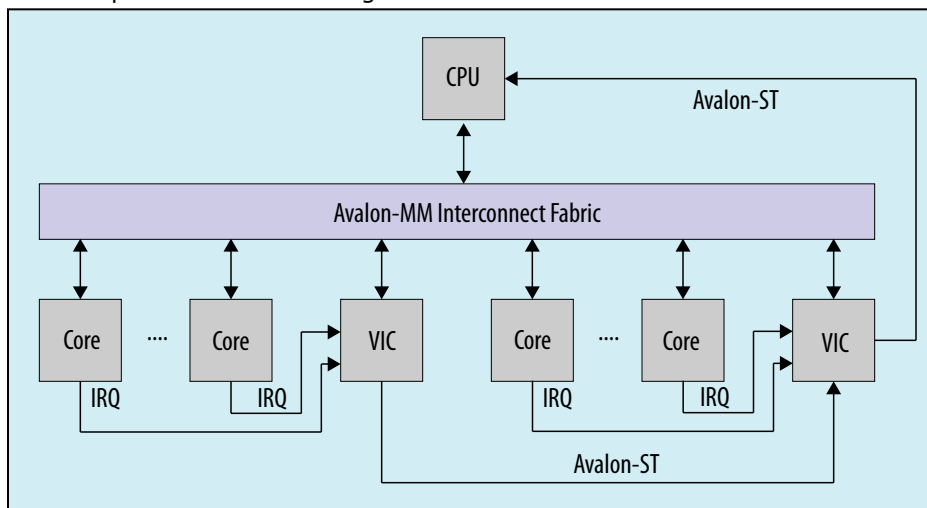 CPU
Avalon-ST
Avalon-MM Interconnect Fabric
Core
....
Core
VIC
Core
....
Core
VIC
IRQ
IRQ
IRQ
IRQ
Avalon-ST